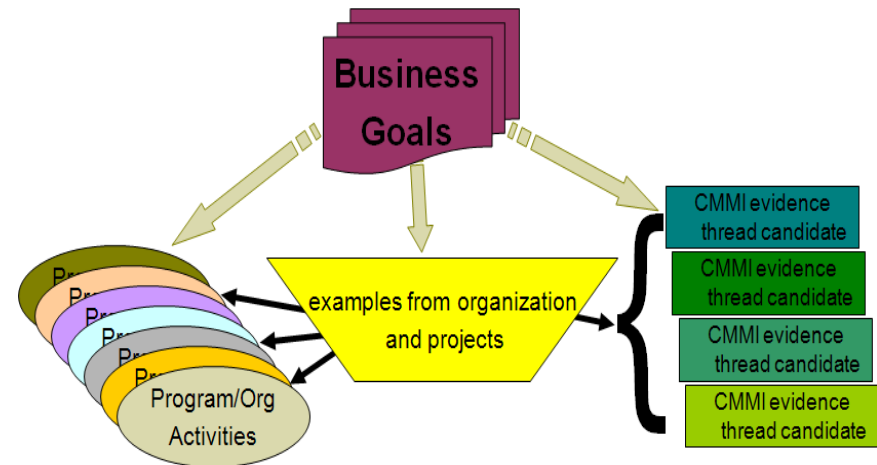 Business
Goals
CMMI evidence
thread candidate
CMMI evidence
thread candidate
CMMI evidence
thread candidate
CMMI evidence
thread candidate
examples from organization
and projects
Program/Org
Activities